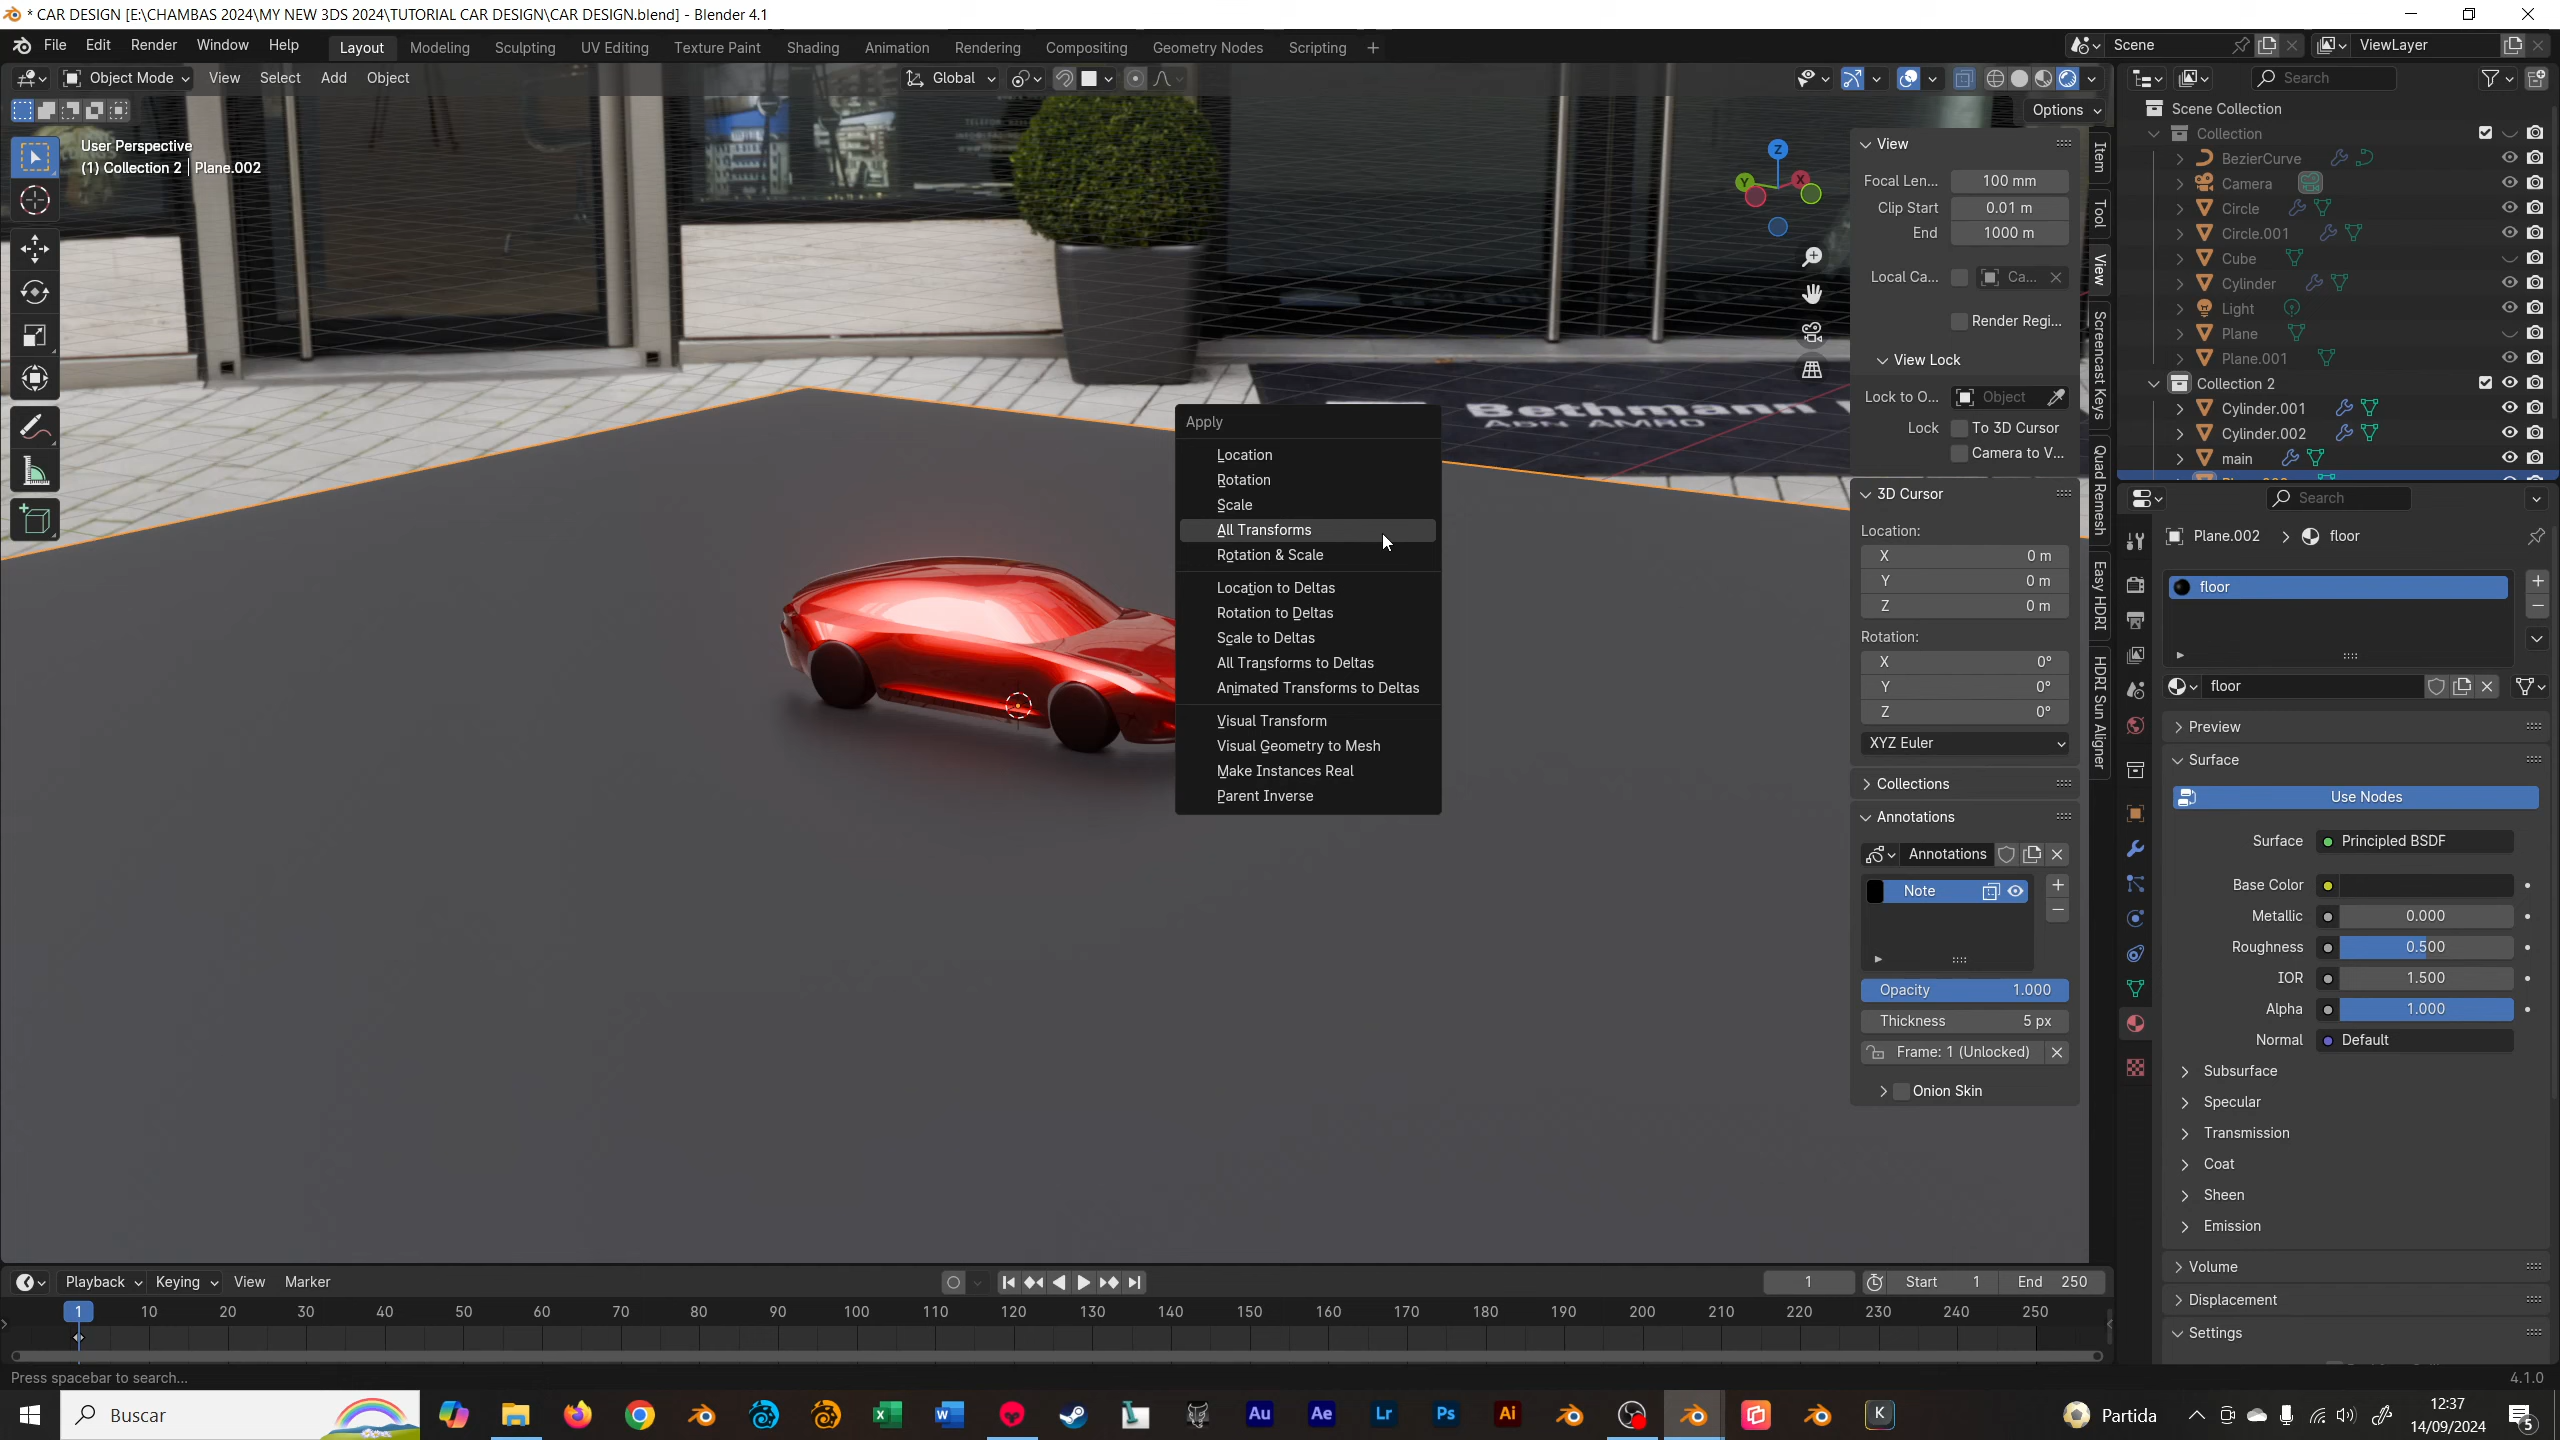 * CAR DESIGN [E:\CHAMBAS 2024\MY NEW 3DS 2024\TUTORIAL CAR DESIGN\CAR DESIGN.blend] - Blender 4.1
File Edit Render Window Help Layout Modeling Sculpting UV Editing Texture Paint Shading Animation Rendering Compositing Geometry Nodes Scripting + Scene ViewLayer
Object Mode View Select Add Object Global Search
Options
User Perspective
(1) Collection 2 | Plane.002
Bethmann
ABN AMRO
Apply
Location
Rotation
Scale
All Transforms
Rotation & Scale
Location to Deltas
Rotation to Deltas
Scale to Deltas
All Transforms to Deltas
Animated Transforms to Deltas
Visual Transform
Visual Geometry to Mesh
Make Instances Real
Parent Inverse
Z
Y
X
View
Focal Len... 100 mm
Clip Start 0.01 m
End 1000 m
Local Ca... Ca...
Render Regi...
View Lock
Lock to O... Object
Lock To 3D Cursor
Camera to V...
3D Cursor
Location:
X 0 m
Y 0 m
Z 0 m
Rotation:
X 0°
Y 0°
Z 0°
XYZ Euler
Collections
Annotations
Annotations
Note
Opacity 1.000
Thickness 5 px
Frame: 1 (Unlocked)
Onion Skin
Item
Tool
View
Screencast Keys
Quad Remesh
Easy HDRI
HDRI Sun Aligner
Scene Collection
Collection
BezierCurve
Camera
Circle
Circle.001
Cube
Cylinder
Light
Plane
Plane.001
Collection 2
Cylinder.001
Cylinder.002
main
Search
Plane.002 > floor
floor
floor
Preview
Surface
Use Nodes
Surface Principled BSDF
Base Color
Metallic 0.000
Roughness 0.500
IOR 1.500
Alpha 1.000
Normal Default
Subsurface
Specular
Transmission
Coat
Sheen
Emission
Volume
Displacement
Settings
Playback Keying View Marker 1 Start 1 End 250
1 10 20 30 40 50 60 70 80 90 100 110 120 130 140 150 160 170 180 190 200 210 220 230 240 250
Press spacebar to search... 4.1.0
Buscar Au Ae Lr Ps Ai K Partida 12:37
14/09/2024 5